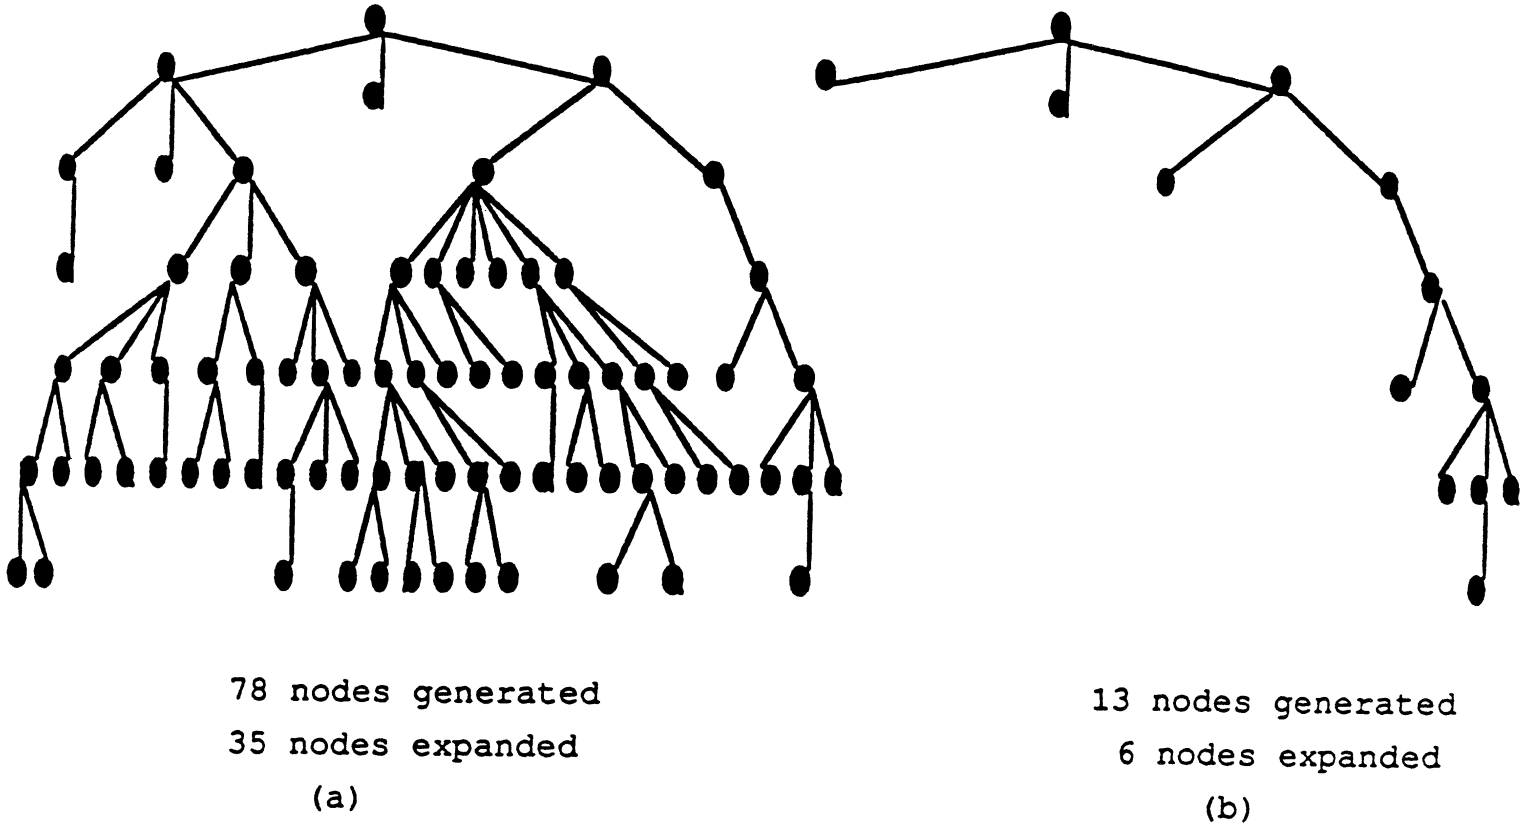 78 nodes generated
35 nodes expanded
(a)
13 nodes generated
6 nodes expanded
(b)